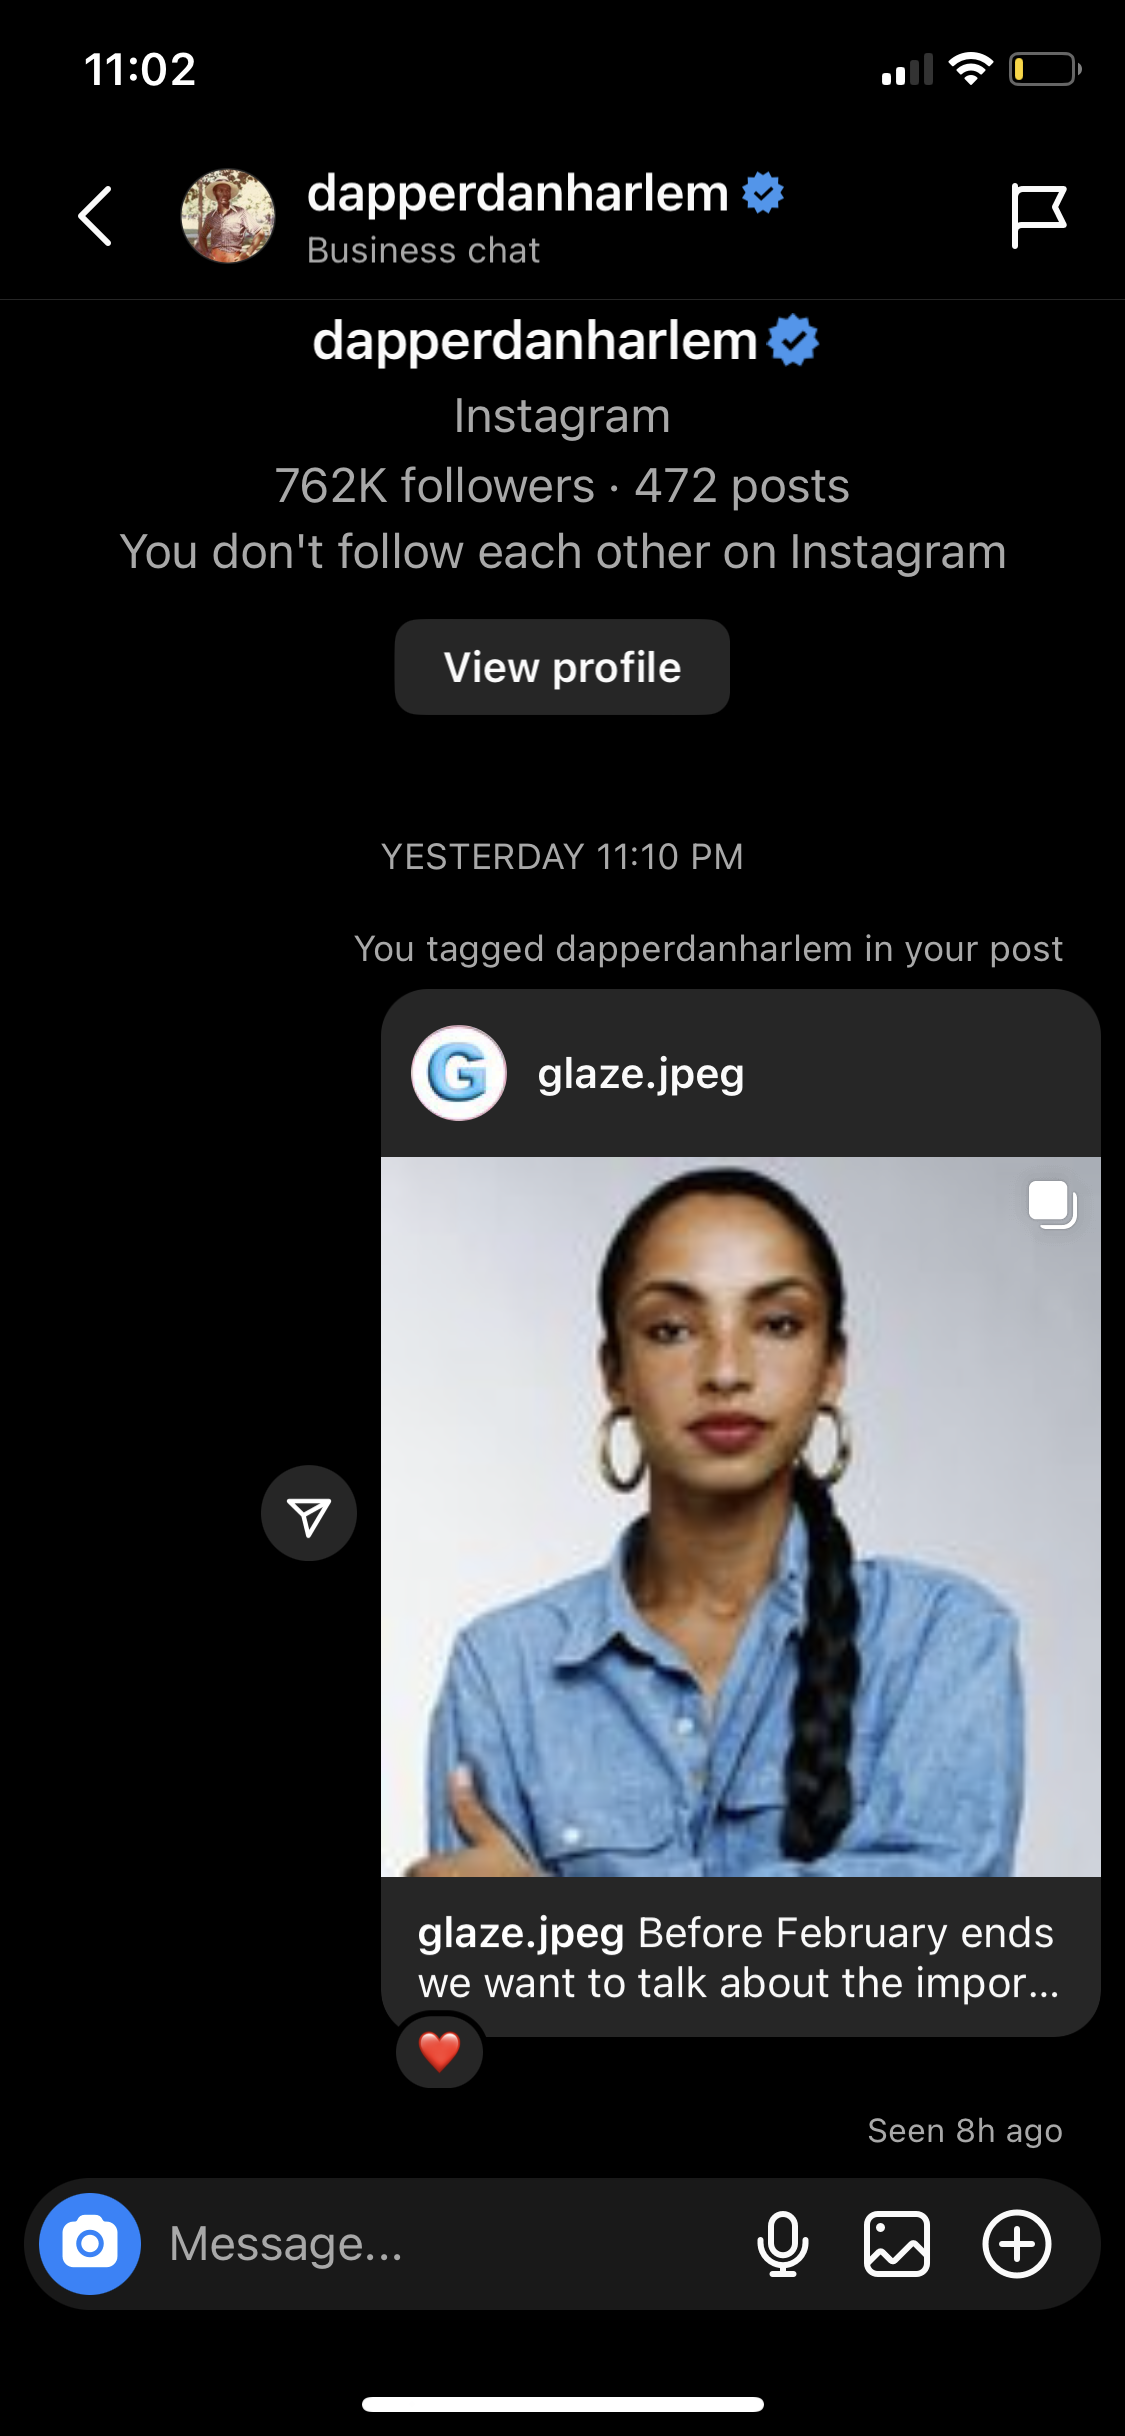 11:02
dapperdanharlem
Business chat
dapperdanharlem
Instagram
762K followers · 472 posts
You don't follow each other on Instagram
View profile
YESTERDAY 11:10 PM
You tagged dapperdanharlem in your post
G
glaze.jpeg
glaze.jpeg Before February ends
we want to talk about the impor...
Seen 8h ago
Message...